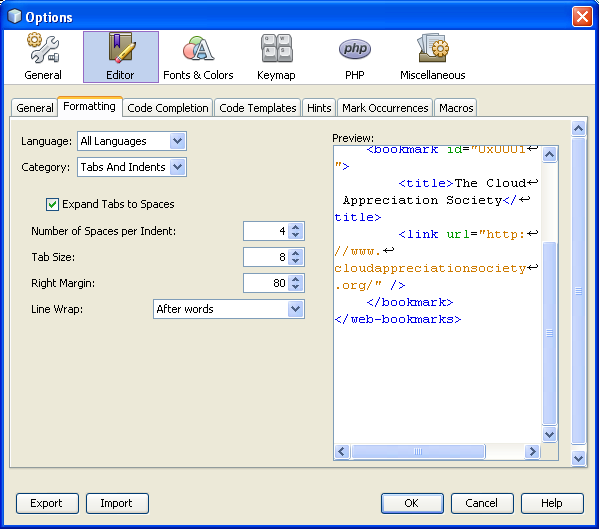 Options
General Editor Fonts & Colors Keymap PHP Miscellaneous
php
General Formatting Code Completion Code Templates Hints Mark Occurrences Macros
Language: All Languages
Category: Tabs And Indents
Expand Tabs to Spaces
Number of Spaces per Indent: 4
Tab Size: 8
Right Margin: 80
Line Wrap: After words
Preview:
<bookmark id="0x0001↩
">
<title>The Cloud↩
Appreciation Society</↩
title>
<link url="http:↩
//www.↩
cloudappreciationsociety↩
.org/" />
</bookmark>
</web-bookmarks>
Export Import OK Cancel Help